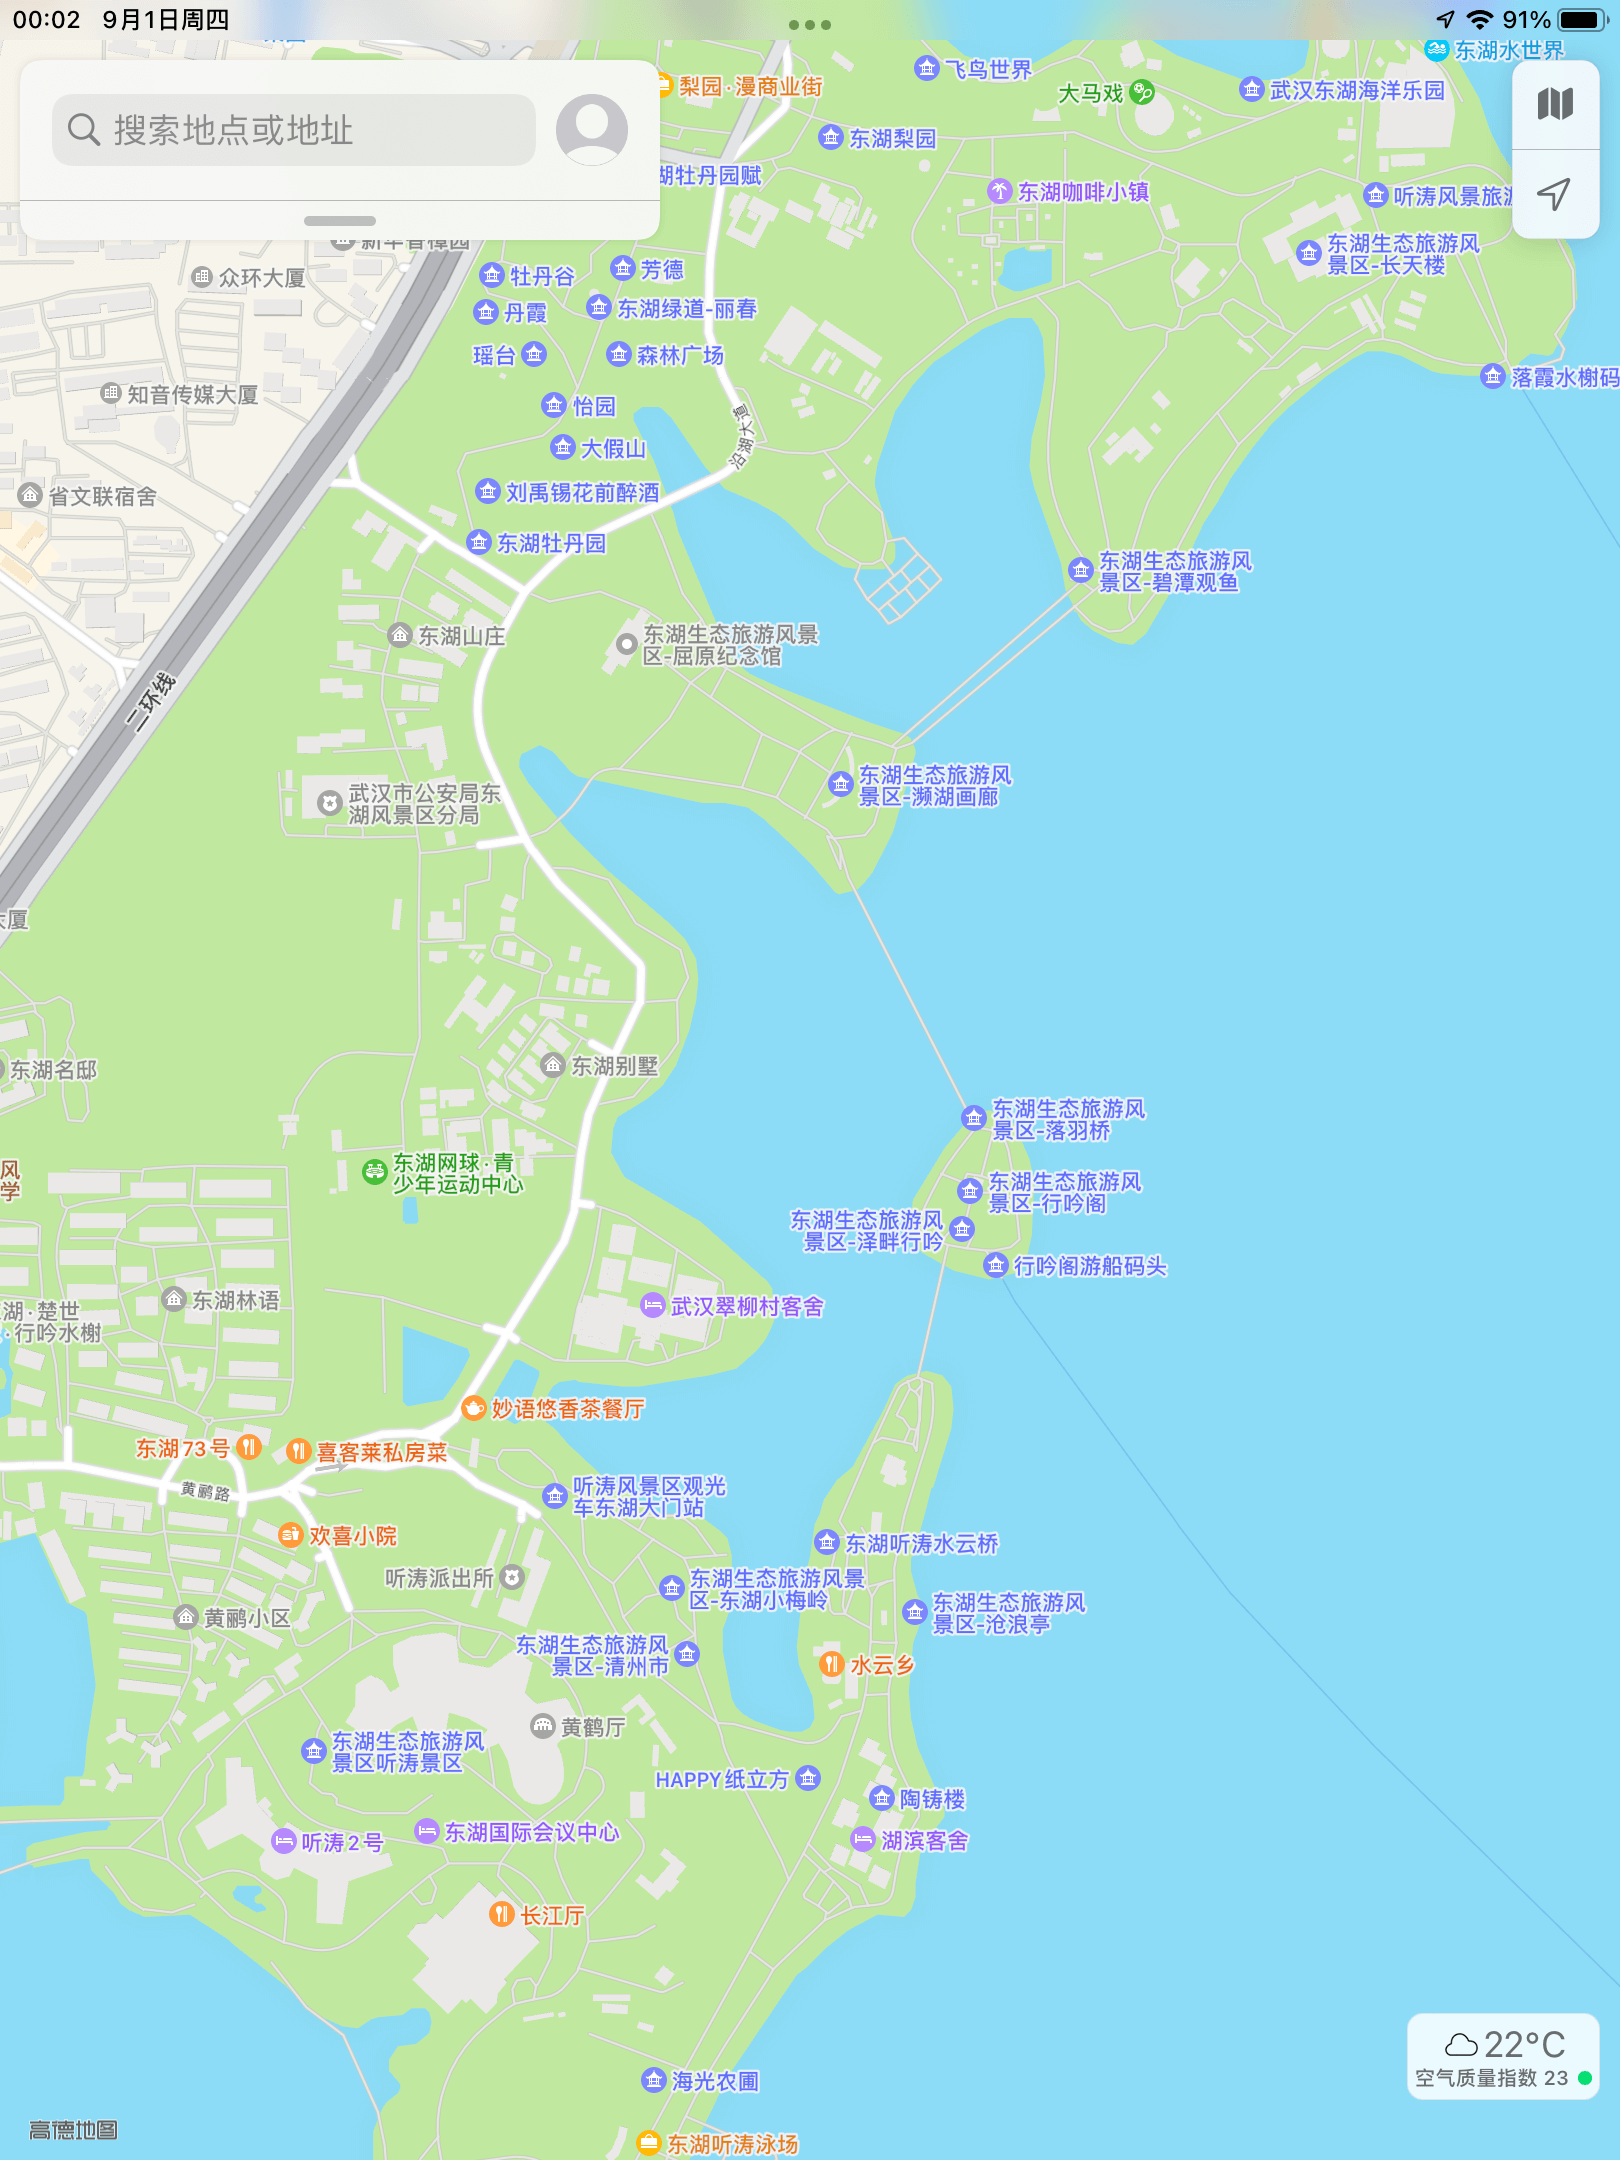 00:02 9月1日周四
91%
东湖水世界
飞鸟世界
梨园·漫商业街
大马戏
武汉东湖海洋乐园
搜索地点或地址
东湖梨园
湖牡丹园赋
东湖咖啡小镇
听涛风景旅游
新华香樟园
东湖生态旅游风
景区-长天楼
众环大厦
牡丹谷
芳德
丹霞
东湖绿道-丽春
瑶台
森林广场
落霞水榭码
知音传媒大厦
怡园
沿湖大道
大假山
省文联宿舍
刘禹锡花前醉酒
东湖牡丹园
东湖生态旅游风
景区-碧潭观鱼
东湖山庄
东湖生态旅游风景
区-屈原纪念馆
二环线
武汉市公安局东
湖风景区分局
东湖生态旅游风
景区-濒湖画廊
大厦
东湖名邸
东湖别墅
东湖生态旅游风
景区-落羽桥
风
学
东湖网球·青
少年运动中心
东湖生态旅游风
景区-行吟阁
东湖生态旅游风
景区-泽畔行吟
行吟阁游船码头
东湖林语
武汉翠柳村客舍
湖·楚世
·行吟水榭
妙语悠香茶餐厅
东湖73号
喜客莱私房菜
黄鹂路
听涛风景区观光
车东湖大门站
欢喜小院
东湖听涛水云桥
听涛派出所
东湖生态旅游风景
区-东湖小梅岭
东湖生态旅游风
景区-沧浪亭
黄鹂小区
东湖生态旅游风
景区-清州市
水云乡
黄鹤厅
东湖生态旅游风
景区听涛景区
HAPPY纸立方
陶铸楼
听涛2号
东湖国际会议中心
湖滨客舍
长江厅
22°C
空气质量指数 23
海光农圃
高德地图
东湖听涛泳场